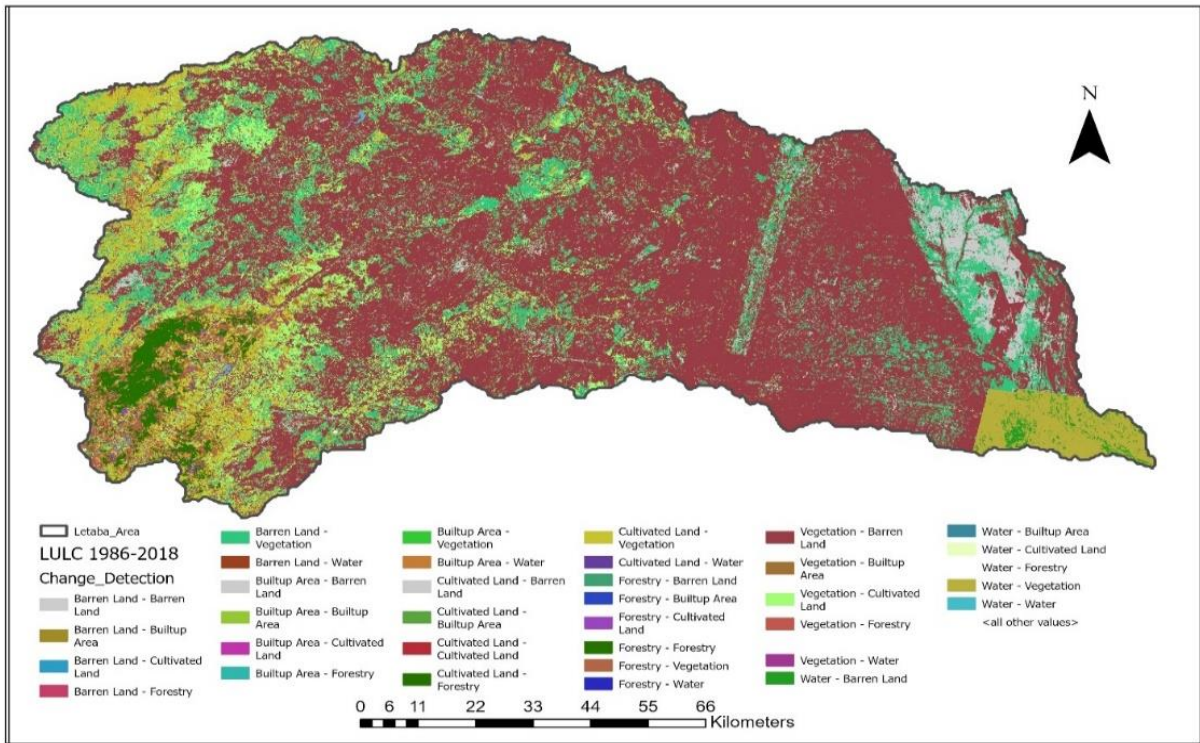 N
Letaba_Area
LULC 1986-2018
Change_Detection
Barren Land - Barren
Land
Barren Land - Builtup
Area
Barren Land - Cultivated
Land
Barren Land - Forestry
Barren Land -
Vegetation
Barren Land - Water
Builtup Area - Barren
Land
Builtup Area - Builtup
Area
Builtup Area - Cultivated
Land
Builtup Area - Forestry
Builtup Area -
Vegetation
Builtup Area - Water
Cultivated Land - Barren
Land
Cultivated Land -
Builtup Area
Cultivated Land -
Cultivated Land
Cultivated Land -
Forestry
Cultivated Land -
Vegetation
Cultivated Land - Water
Forestry - Barren Land
Forestry - Builtup Area
Forestry - Cultivated
Land
Forestry - Forestry
Forestry - Vegetation
Forestry - Water
Vegetation - Barren
Land
Vegetation - Builtup
Area
Vegetation - Cultivated
Land
Vegetation - Forestry
Vegetation - Water
Water - Barren Land
Water - Builtup Area
Water - Cultivated Land
Water - Forestry
Water - Vegetation
Water - Water
<all other values>
0 6 11 22 33 44 55 66
Kilometers